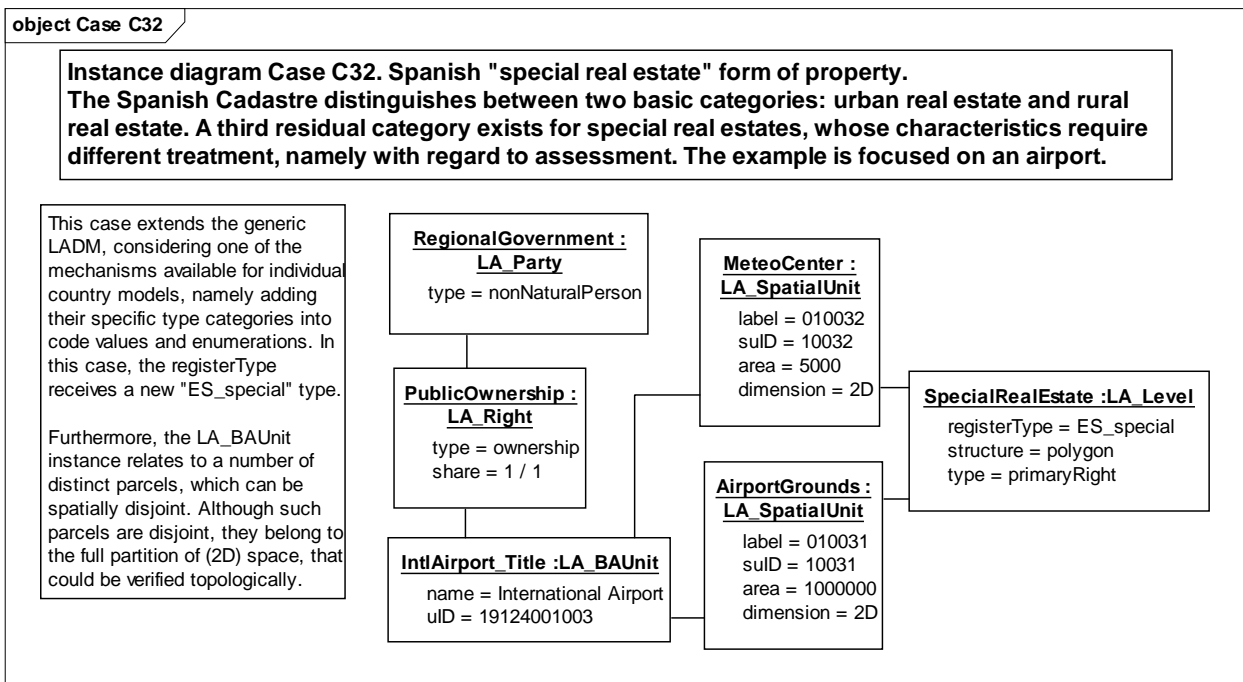 object Case C32
Instance diagram Case C32. Spanish "special real estate" form of property.
The Spanish Cadastre distinguishes between two basic categories: urban real estate and rural
real estate. A third residual category exists for special real estates, whose characteristics require
different treatment, namely with regard to assessment. The example is focused on an airport.
This case extends the generic
LADM, considering one of the
mechanisms available for individual
country models, namely adding
their specific type categories into
code values and enumerations. In
this case, the registerType
receives a new "ES_special" type.
Furthermore, the LA_BAUnit
instance relates to a number of
distinct parcels, which can be
spatially disjoint. Although such
parcels are disjoint, they belong to
the full partition of (2D) space, that
could be verified topologically.
RegionalGovernment :
LA_Party
type = nonNaturalPerson
PublicOwnership :
LA_Right
type = ownership
share = 1 / 1
IntlAirport_Title :LA_BAUnit
name = International Airport
uID = 19124001003
MeteoCenter :
LA_SpatialUnit
label = 010032
suID = 10032
area = 5000
dimension = 2D
AirportGrounds :
LA_SpatialUnit
label = 010031
suID = 10031
area = 1000000
dimension = 2D
SpecialRealEstate :LA_Level
registerType = ES_special
structure = polygon
type = primaryRight